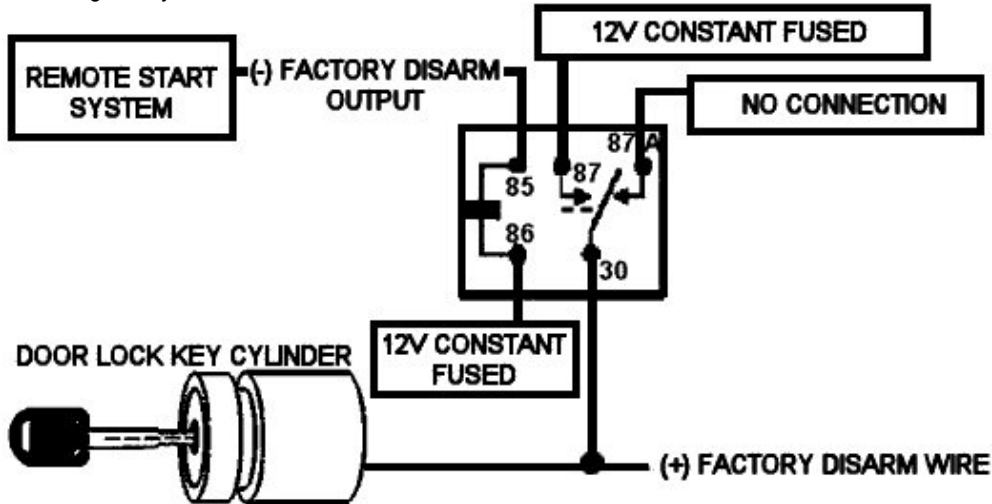 12V CONSTANT FUSED
REMOTE START
SYSTEM
(-) FACTORY DISARM
OUTPUT
NO CONNECTION
87 A
85
87
86
30
12V CONSTANT
FUSED
DOOR LOCK KEY CYLINDER
(+) FACTORY DISARM WIRE